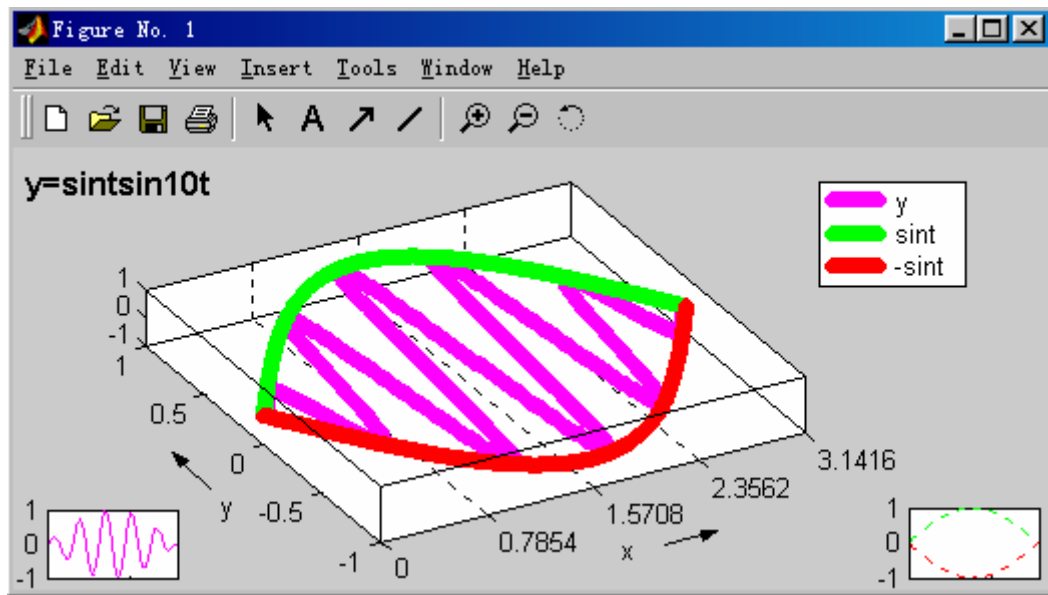 Figure No. 1
File Edit View Insert Tools Window Help
A
y=sintsin10t
y
sint
-sint
1
0
-1
1
0.5
0
-0.5
-1
y
0
0.7854
1.5708
2.3562
3.1416
x
1
0
-1
1
0
-1